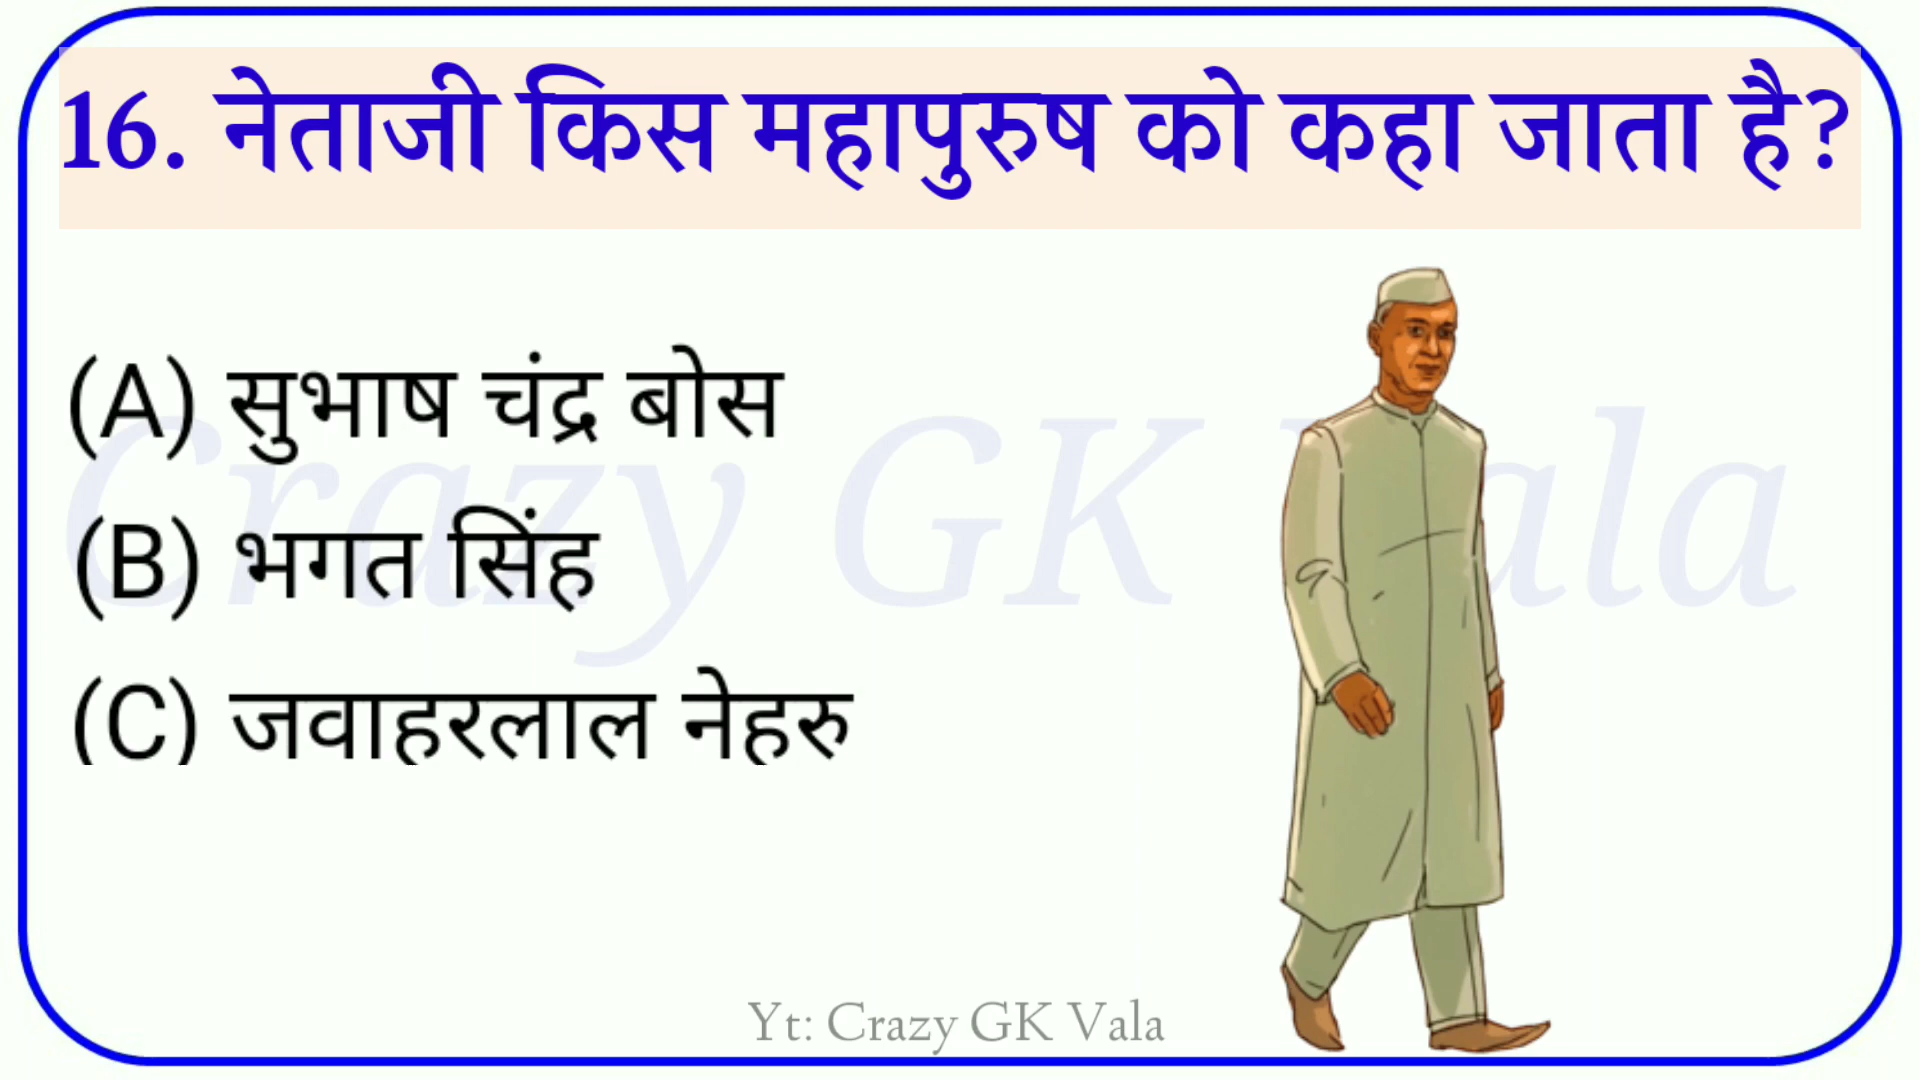 16. नेताजी किस महापुरुष को कहा जाता है?
(A) सुभाष चंद्र बोस
Crazy GK Vala
(B) भगत सिंह
(C) जवाहरलाल नेहरु
Yt: Crazy GK Vala